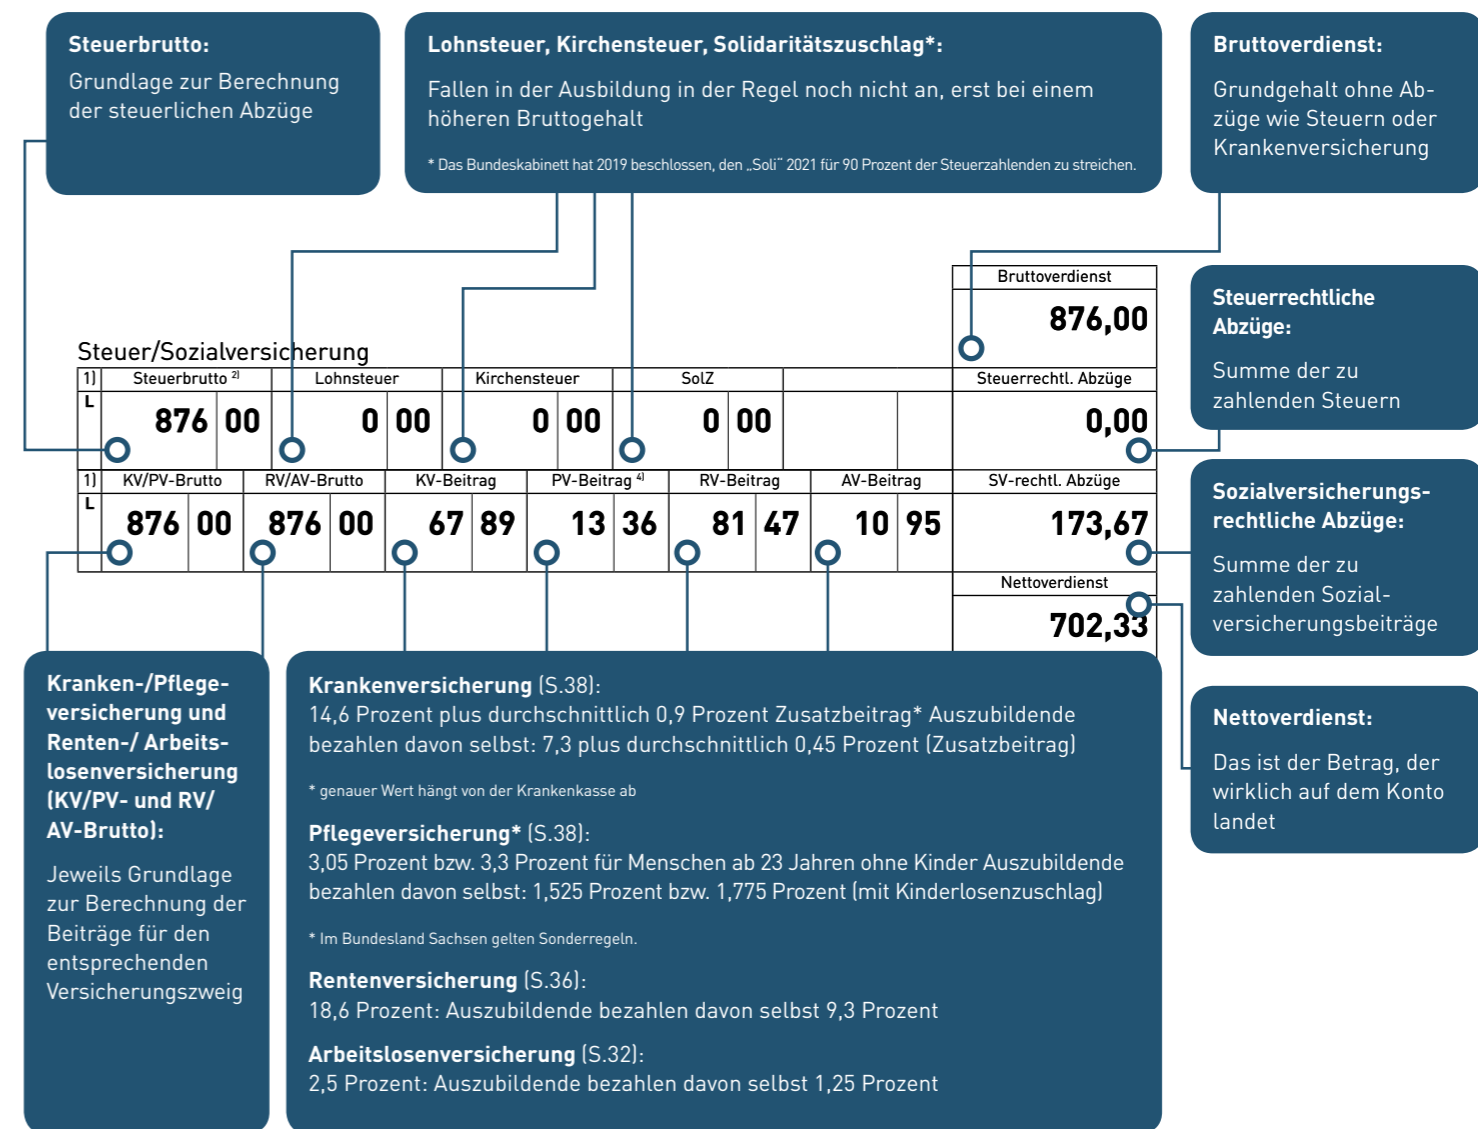 Steuerbrutto:
Grundlage zur Berechnung
der steuerlichen Abzüge
Lohnsteuer, Kirchensteuer, Solidaritätszuschlag*:
Fallen in der Ausbildung in der Regel noch nicht an, erst bei einem
höheren Bruttogehalt
* Das Bundeskabinett hat 2019 beschlossen, den „Soli¨ 2021 für 90 Prozent der Steuerzahlenden zu streichen.
Bruttoverdienst:
Grundgehalt ohne Ab-
züge wie Steuern oder
Krankenversicherung
Bruttoverdienst
876,00
Steuer/Sozialversicherung
1) Steuerbrutto 2) Lohnsteuer Kirchensteuer SolZ Steuerrechtl. Abzüge
L 876 00 0 00 0 00 0 00 0,00
1) KV/PV-Brutto RV/AV-Brutto KV-Beitrag PV-Beitrag 4) RV-Beitrag AV-Beitrag SV-rechtl. Abzüge
L 876 00 876 00 67 89 13 36 81 47 10 95 173,67
Nettoverdienst
702,33
Steuerrechtliche
Abzüge:
Summe der zu
zahlenden Steuern
Sozialversicherungs-
rechtliche Abzüge:
Summe der zu
zahlenden Sozial-
versicherungsbeiträge
Nettoverdienst:
Das ist der Betrag, der
wirklich auf dem Konto
landet
Kranken-/Pflege-
versicherung und
Renten-/ Arbeits-
losenversicherung
(KV/PV- und RV/
AV-Brutto):
Jeweils Grundlage
zur Berechnung der
Beiträge für den
entsprechenden
Versicherungszweig
Krankenversicherung (S.38):
14,6 Prozent plus durchschnittlich 0,9 Prozent Zusatzbeitrag* Auszubildende
bezahlen davon selbst: 7,3 plus durchschnittlich 0,45 Prozent (Zusatzbeitrag)
* genauer Wert hängt von der Krankenkasse ab
Pflegeversicherung* (S.38):
3,05 Prozent bzw. 3,3 Prozent für Menschen ab 23 Jahren ohne Kinder Auszubildende
bezahlen davon selbst: 1,525 Prozent bzw. 1,775 Prozent (mit Kinderlosenzuschlag)
* Im Bundesland Sachsen gelten Sonderregeln.
Rentenversicherung (S.36):
18,6 Prozent: Auszubildende bezahlen davon selbst 9,3 Prozent
Arbeitslosenversicherung (S.32):
2,5 Prozent: Auszubildende bezahlen davon selbst 1,25 Prozent